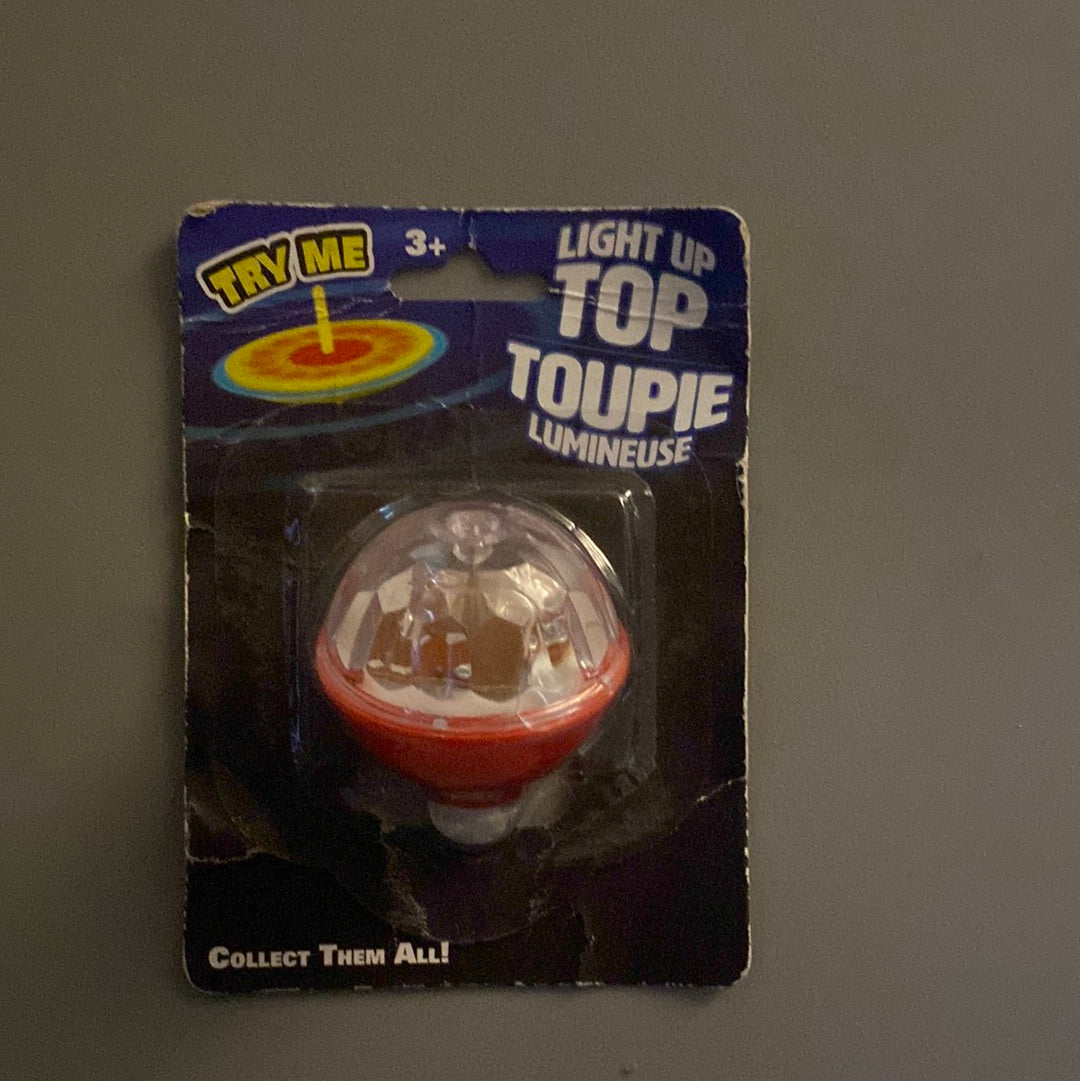 TRY ME
3+
LIGHT UP
TOP
TOUPIE
LUMINEUSE
COLLECT THEM ALL!